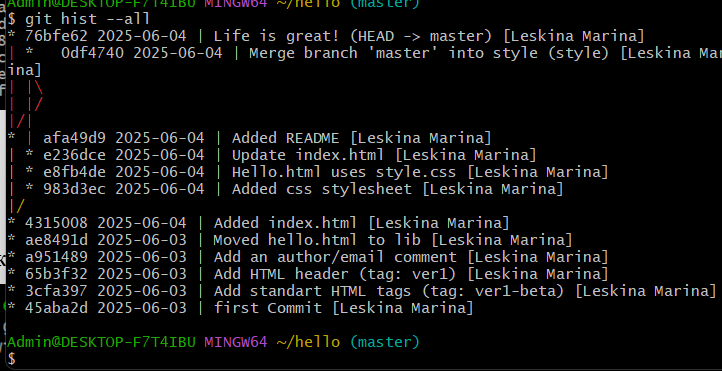 Admin@DESKTOP-F7T4IBU MINGW64 ~/hello (master)
$ git hist --all
* 76bfe62 2025-06-04 | Life is great! (HEAD -> master) [Leskina Marina]
| *   0df4740 2025-06-04 | Merge branch 'master' into style (style) [Leskina Mar
ina]
| |\
| |/
|/|
* | afa49d9 2025-06-04 | Added README [Leskina Marina]
| * e236dce 2025-06-04 | Update index.html [Leskina Marina]
| * e8fb4de 2025-06-04 | Hello.html uses style.css [Leskina Marina]
| * 983d3ec 2025-06-04 | Added css stylesheet [Leskina Marina]
|/
* 4315008 2025-06-04 | Added index.html [Leskina Marina]
* ae8491d 2025-06-03 | Moved hello.html to lib [Leskina Marina]
* a951489 2025-06-03 | Add an author/email comment [Leskina Marina]
* 65b3f32 2025-06-03 | Add HTML header (tag: ver1) [Leskina Marina]
* 3cfa397 2025-06-03 | Add standart HTML tags (tag: ver1-beta) [Leskina Marina]
* 45aba2d 2025-06-03 | first Commit [Leskina Marina]
Admin@DESKTOP-F7T4IBU MINGW64 ~/hello (master)
$